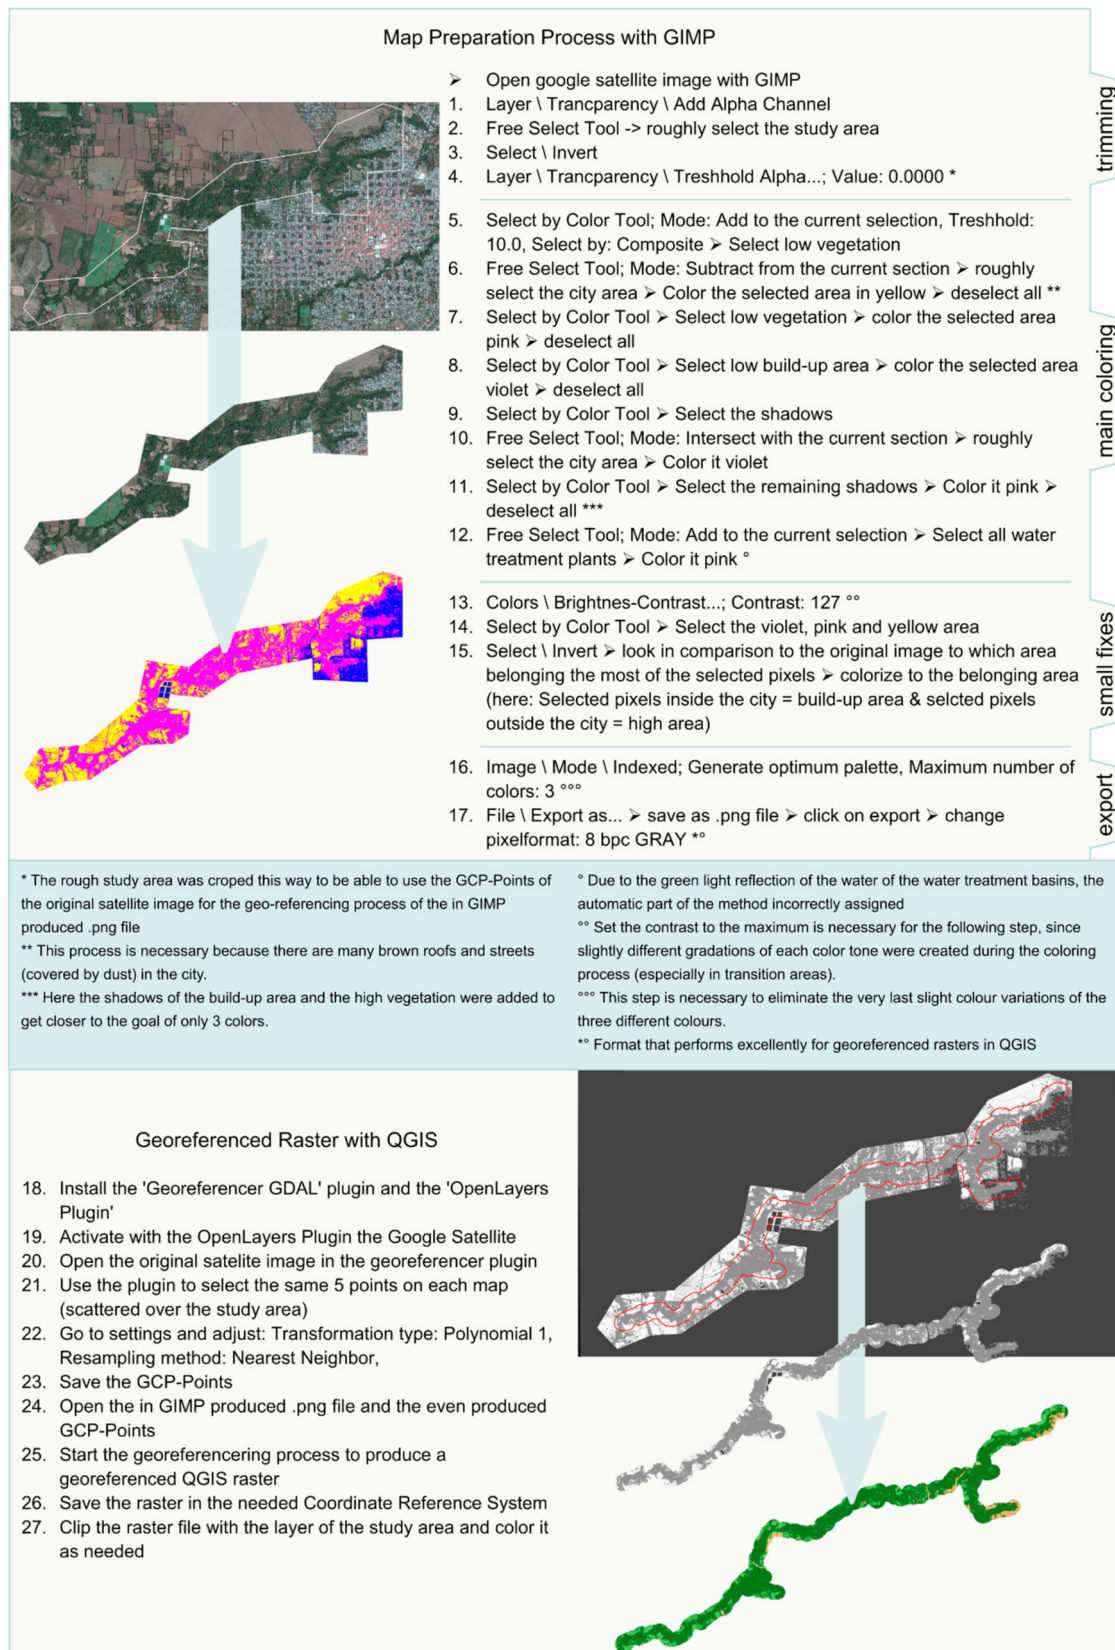 Map Preparation Process with GIMP
➤ Open google satellite image with GIMP
1. Layer \ Trancparency \ Add Alpha Channel
2. Free Select Tool -> roughly select the study area
3. Select \ Invert
4. Layer \ Trancparency \ Treshhold Alpha...; Value: 0.0000 *
trimming
5. Select by Color Tool; Mode: Add to the current selection, Treshhold:
10.0, Select by: Composite ➤ Select low vegetation
6. Free Select Tool; Mode: Subtract from the current section ➤ roughly
select the city area ➤ Color the selected area in yellow ➤ deselect all **
7. Select by Color Tool ➤ Select low vegetation ➤ color the selected area
pink ➤ deselect all
8. Select by Color Tool ➤ Select low build-up area ➤ color the selected area
violet ➤ deselect all
9. Select by Color Tool ➤ Select the shadows
10. Free Select Tool; Mode: Intersect with the current section ➤ roughly
select the city area ➤ Color it violet
11. Select by Color Tool ➤ Select the remaining shadows ➤ Color it pink ➤
deselect all ***
12. Free Select Tool; Mode: Add to the current selection ➤ Select all water
treatment plants ➤ Color it pink °
main coloring
13. Colors \ Brightnes-Contrast...; Contrast: 127 °°
14. Select by Color Tool ➤ Select the violet, pink and yellow area
15. Select \ Invert ➤ look in comparison to the original image to which area
belonging the most of the selected pixels ➤ colorize to the belonging area
(here: Selected pixels inside the city = build-up area & selcted pixels
outside the city = high area)
small fixes
16. Image \ Mode \ Indexed; Generate optimum palette, Maximum number of
colors: 3 °°°
17. File \ Export as... ➤ save as .png file ➤ click on export ➤ change
pixelformat: 8 bpc GRAY *°
export
* The rough study area was croped this way to be able to use the GCP-Points of
the original satellite image for the geo-referencing process of the in GIMP
produced .png file
** This process is necessary because there are many brown roofs and streets
(covered by dust) in the city.
*** Here the shadows of the build-up area and the high vegetation were added to
get closer to the goal of only 3 colors.
° Due to the green light reflection of the water of the water treatment basins, the
automatic part of the method incorrectly assigned
°° Set the contrast to the maximum is necessary for the following step, since
slightly different gradations of each color tone were created during the coloring
process (especially in transition areas).
°°° This step is necessary to eliminate the very last slight colour variations of the
three different colours.
*° Format that performs excellently for georeferenced rasters in QGIS
Georeferenced Raster with QGIS
18. Install the 'Georeferencer GDAL' plugin and the 'OpenLayers
Plugin'
19. Activate with the OpenLayers Plugin the Google Satellite
20. Open the original satelite image in the georeferencer plugin
21. Use the plugin to select the same 5 points on each map
(scattered over the study area)
22. Go to settings and adjust: Transformation type: Polynomial 1,
Resampling method: Nearest Neighbor,
23. Save the GCP-Points
24. Open the in GIMP produced .png file and the even produced
GCP-Points
25. Start the georeferencering process to produce a
georeferenced QGIS raster
26. Save the raster in the needed Coordinate Reference System
27. Clip the raster file with the layer of the study area and color it
as needed